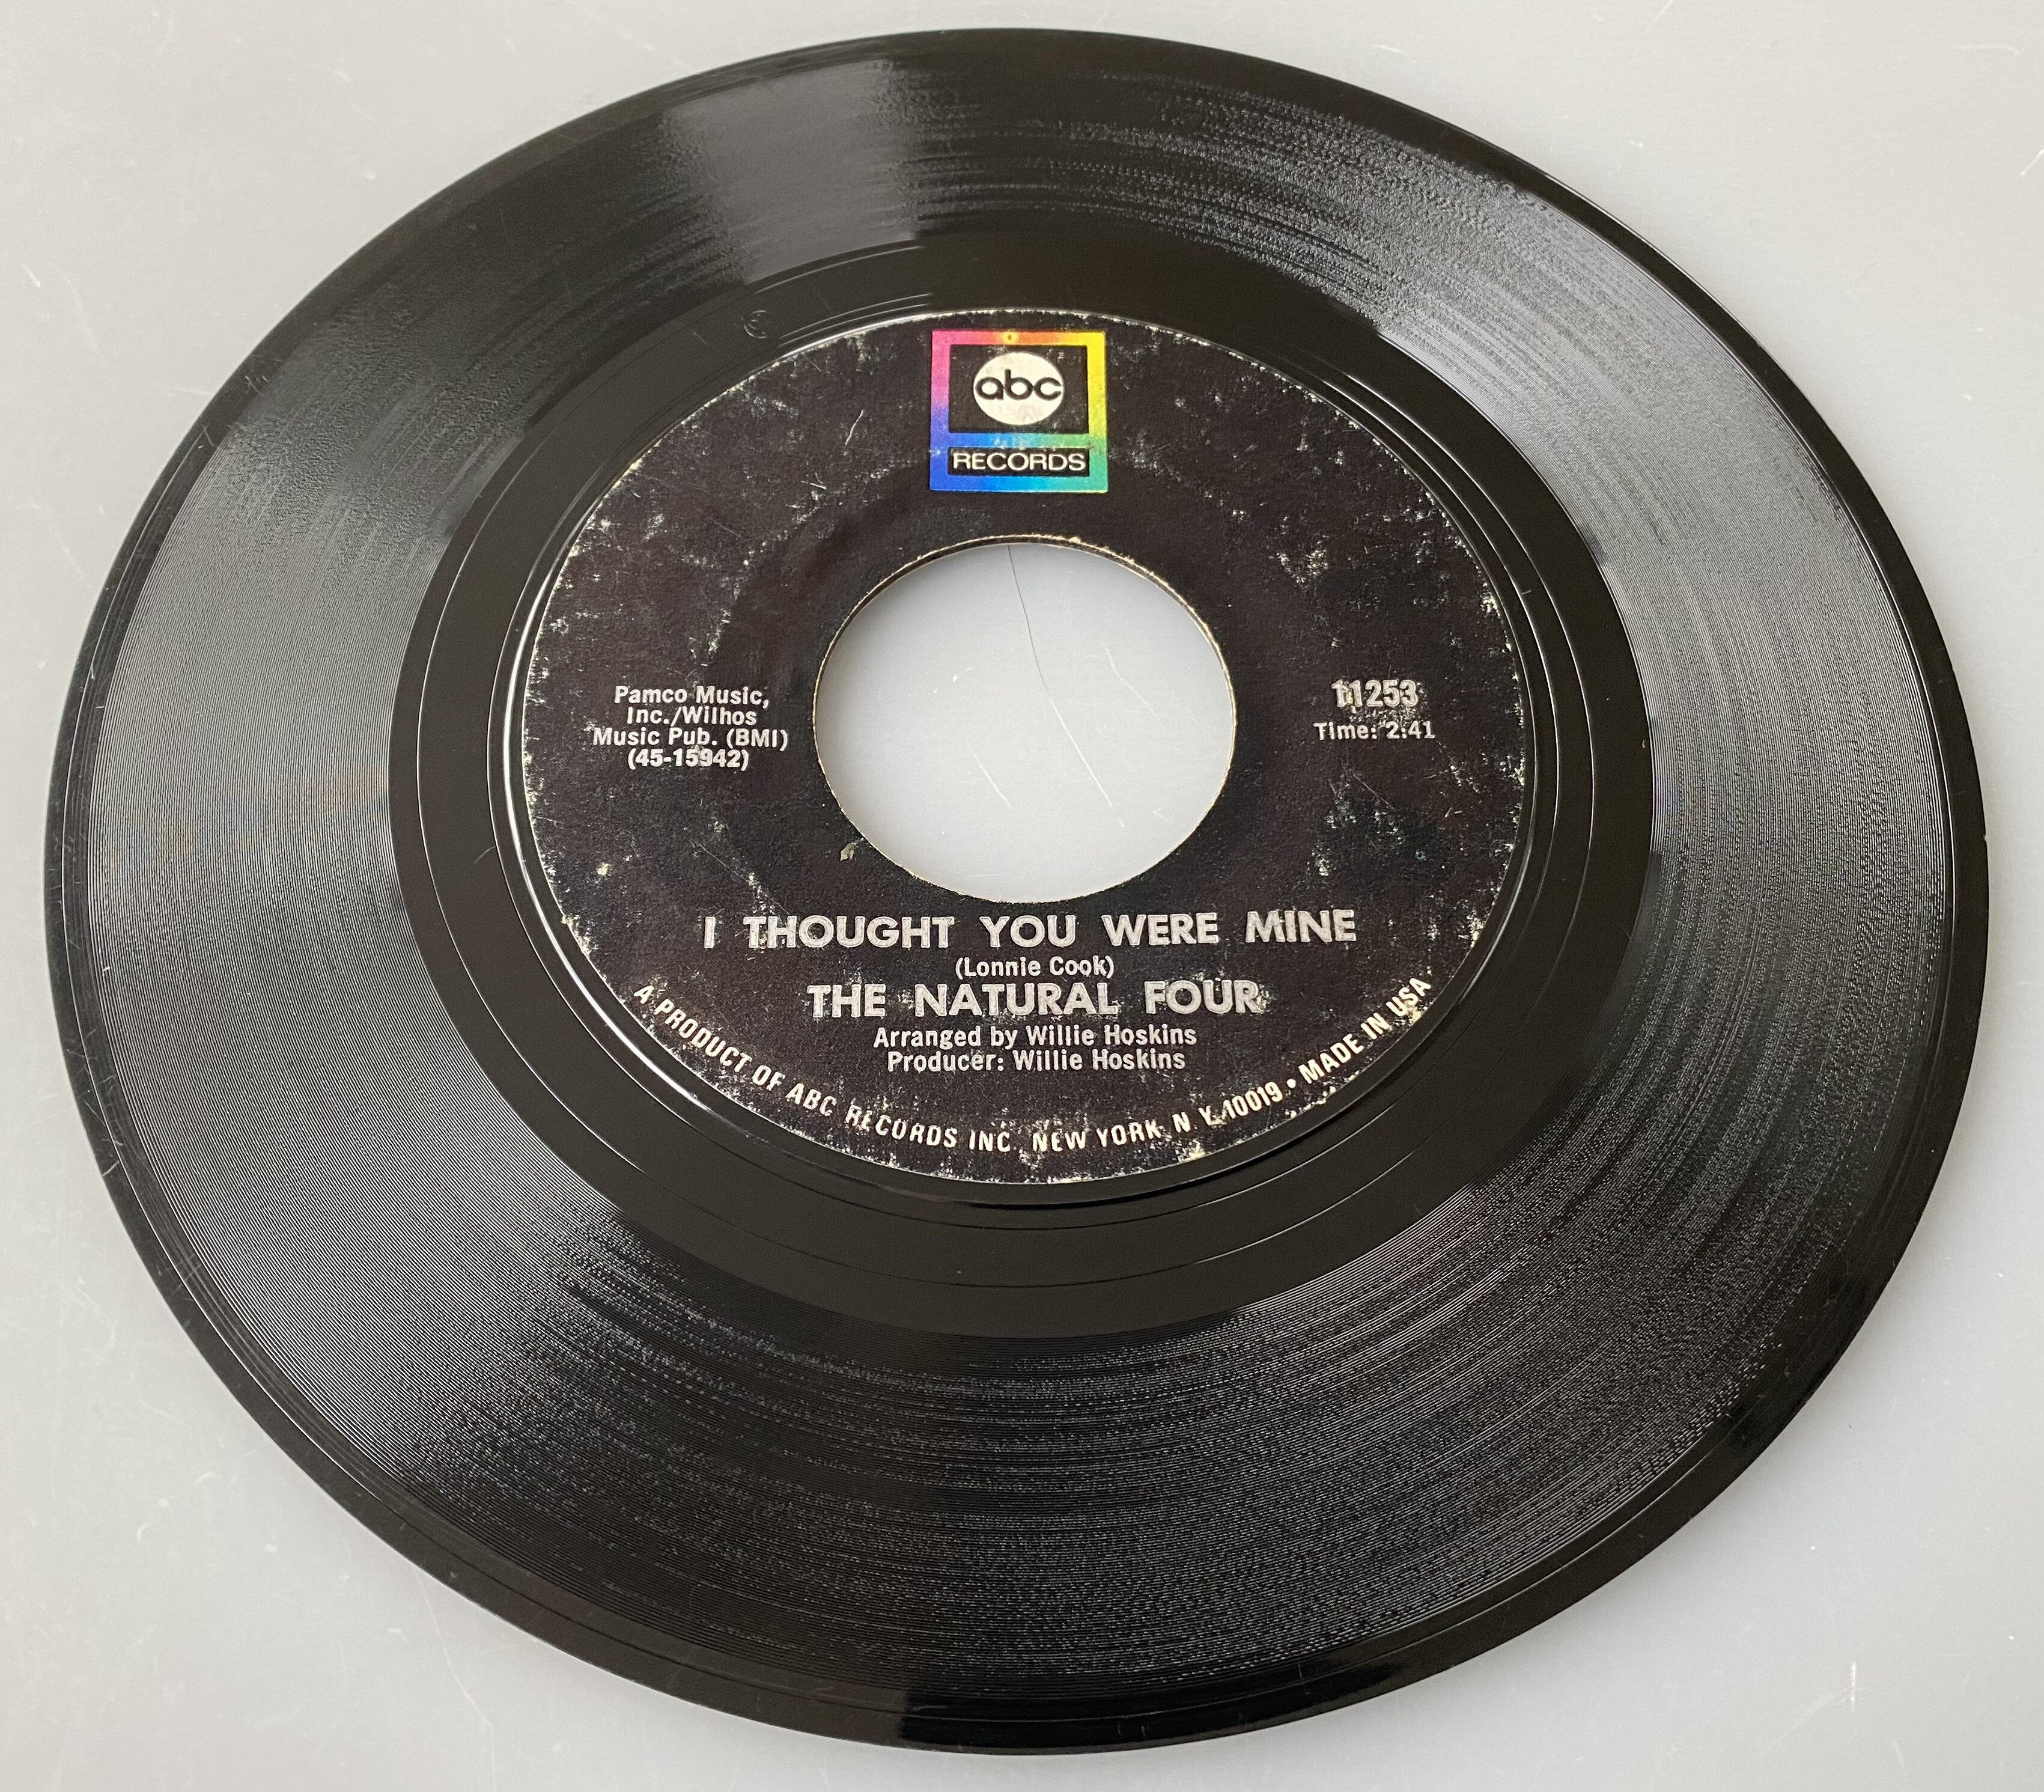 abc
RECORDS
Pamco Music,
Inc./Wilhos
Music Pub. (BMI)
(45-15942)
11253
Time: 2:41
I THOUGHT YOU WERE MINE
(Lonnie Cook)
THE NATURAL FOUR
Arranged by Willie Hoskins
Producer: Willie Hoskins
A PRODUCT OF ABC RECORDS INC. NEW YORK N Y. 10019 • MADE IN USA